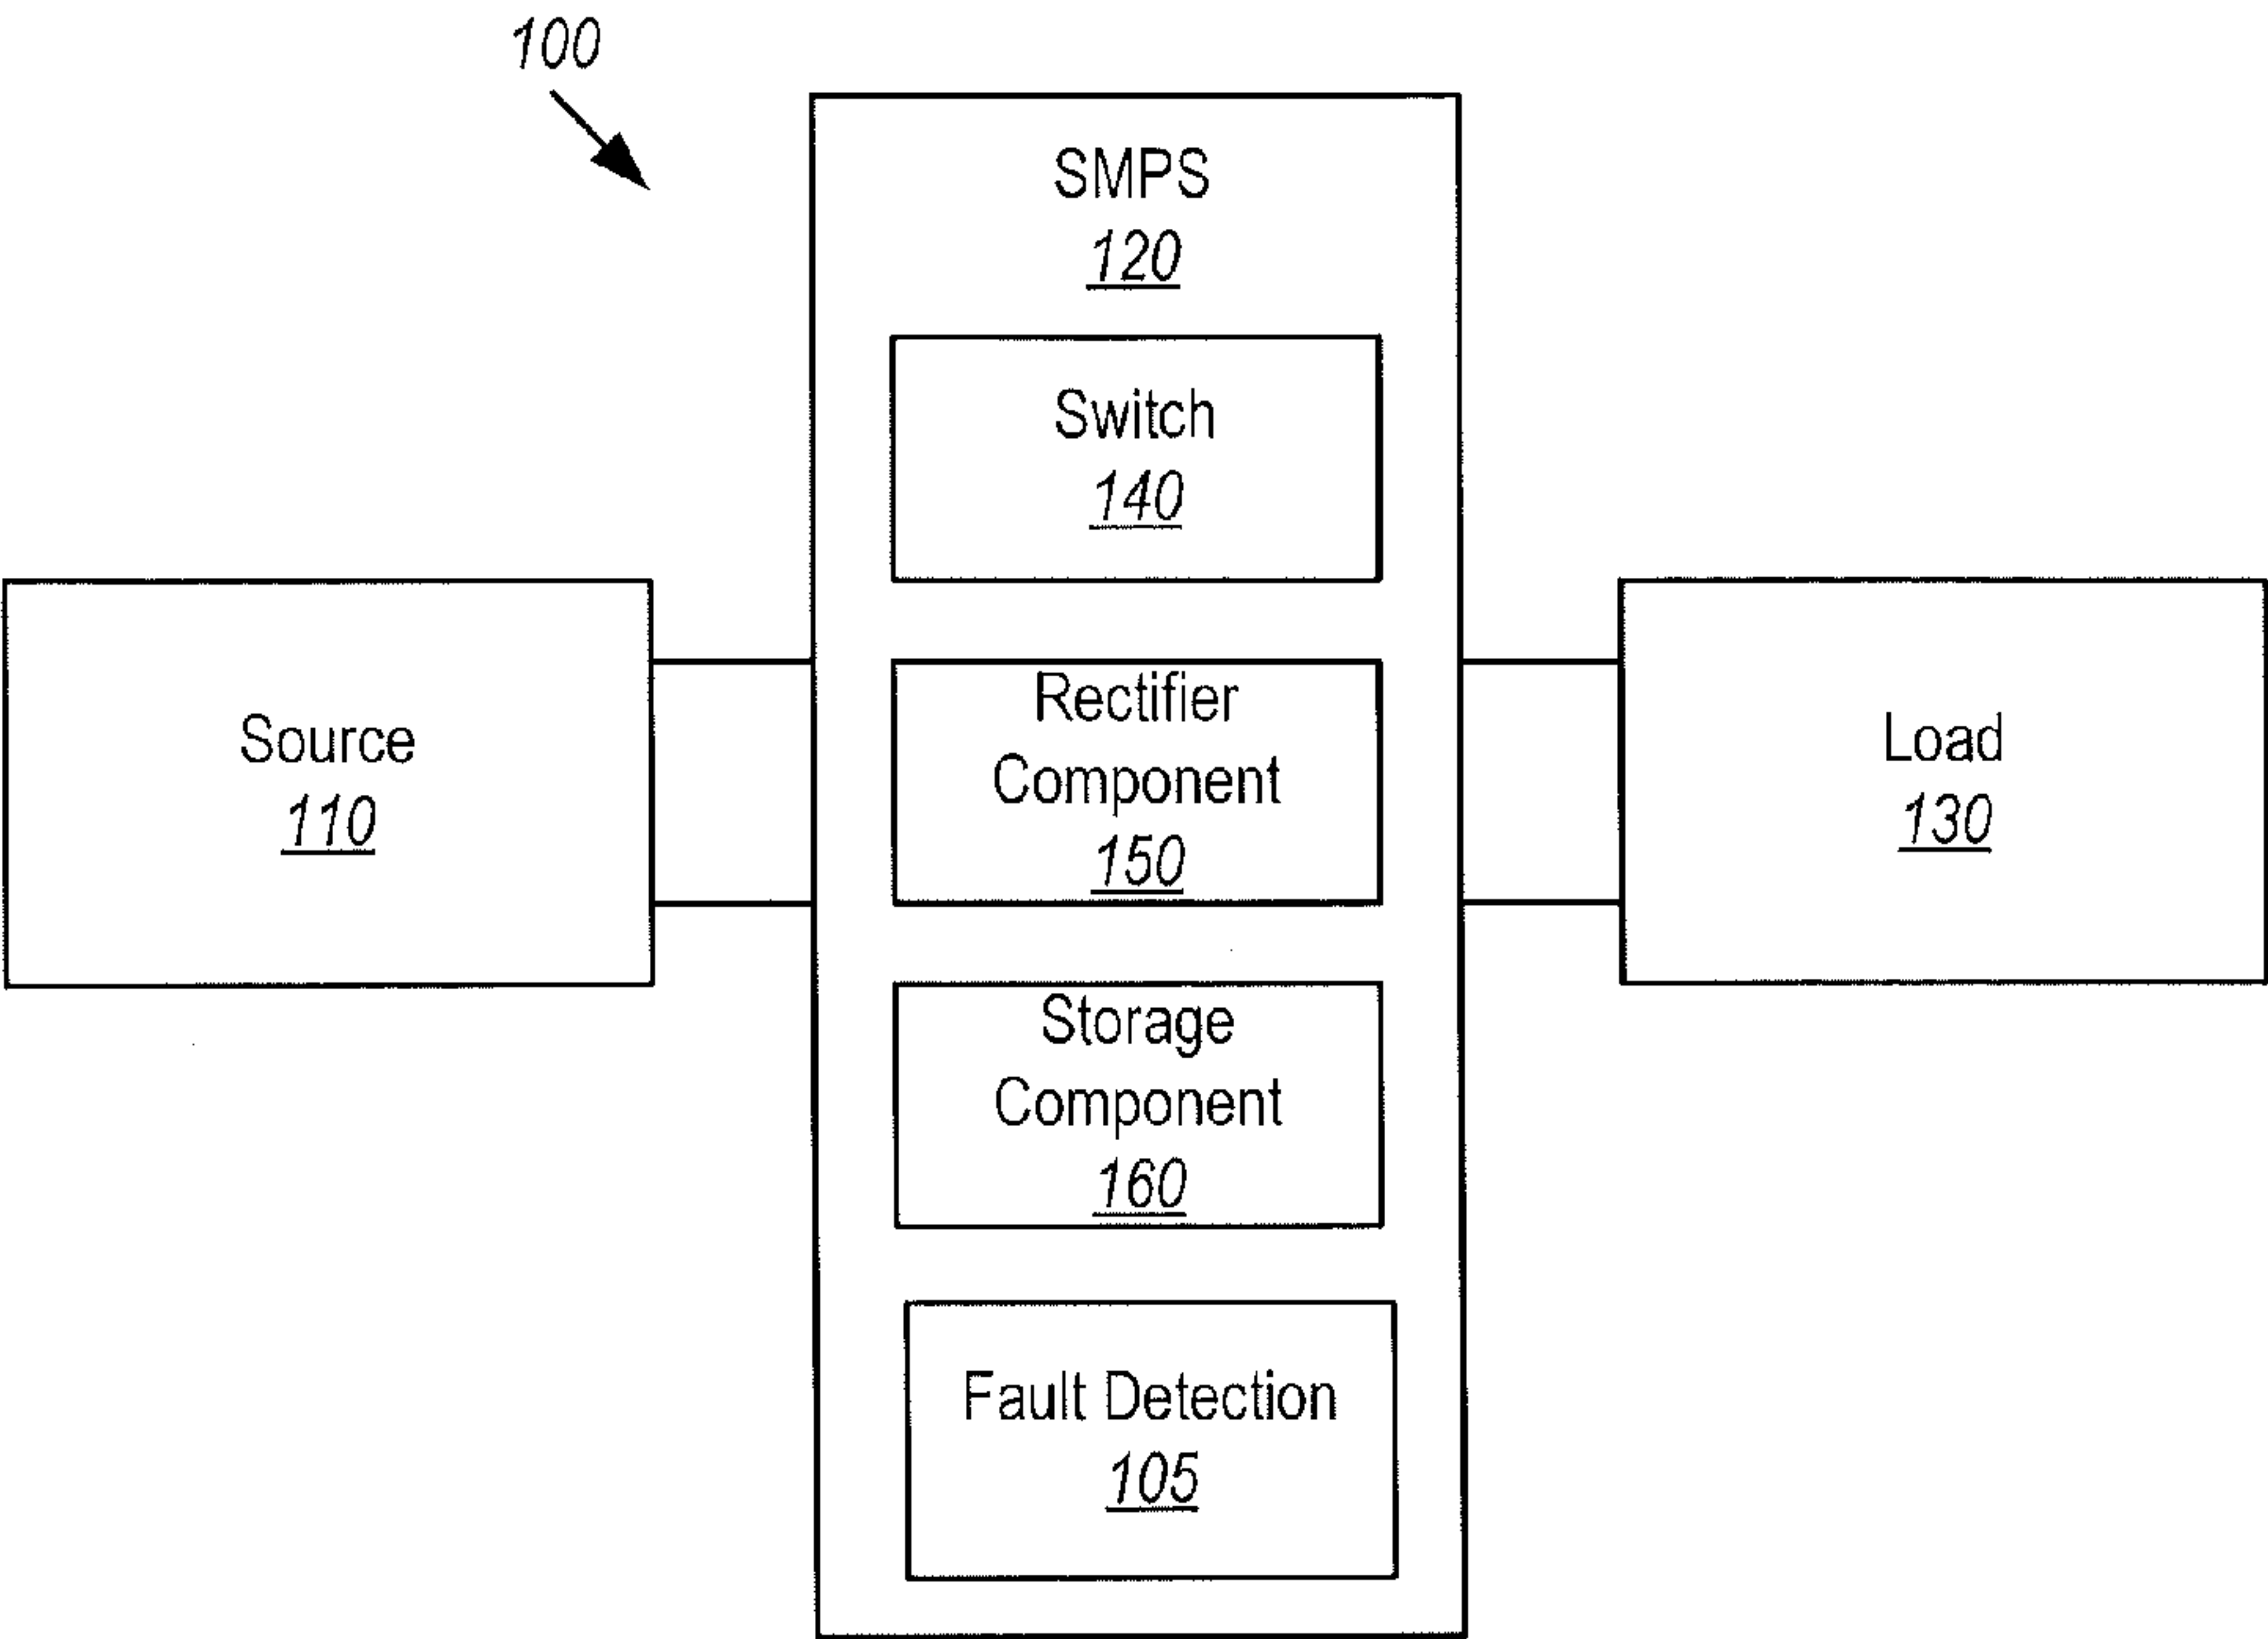 100
SMPS
120
Switch
140
Source
110
Rectifier
Component
150
Load
130
Storage
Component
160
Fault Detection
105